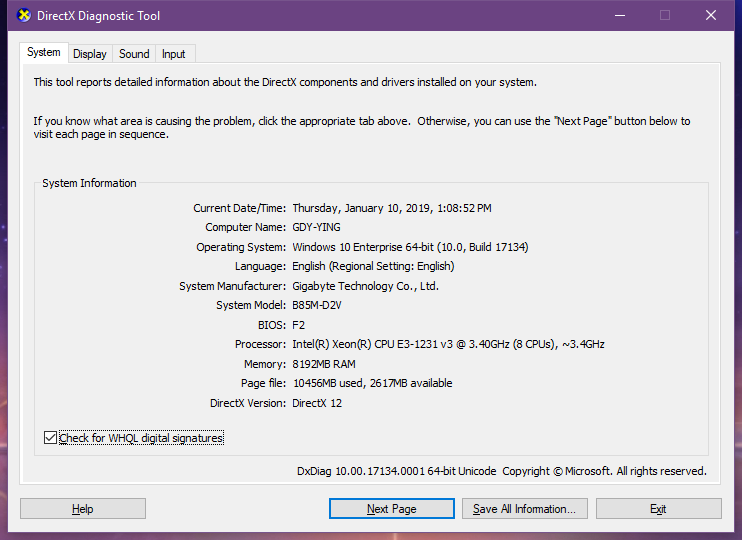 DirectX Diagnostic Tool
System Display Sound Input
This tool reports detailed information about the DirectX components and drivers installed on your system.
If you know what area is causing the problem, click the appropriate tab above. Otherwise, you can use the "Next Page" button below to
visit each page in sequence.
System Information
Current Date/Time: Thursday, January 10, 2019, 1:08:52 PM
Computer Name: GDY-YING
Operating System: Windows 10 Enterprise 64-bit (10.0, Build 17134)
Language: English (Regional Setting: English)
System Manufacturer: Gigabyte Technology Co., Ltd.
System Model: B85M-D2V
BIOS: F2
Processor: Intel(R) Xeon(R) CPU E3-1231 v3 @ 3.40GHz (8 CPUs), ~3.4GHz
Memory: 8192MB RAM
Page file: 10456MB used, 2617MB available
DirectX Version: DirectX 12
Check for WHQL digital signatures
DxDiag 10.00.17134.0001 64-bit Unicode Copyright © Microsoft. All rights reserved.
Help Next Page Save All Information... Exit